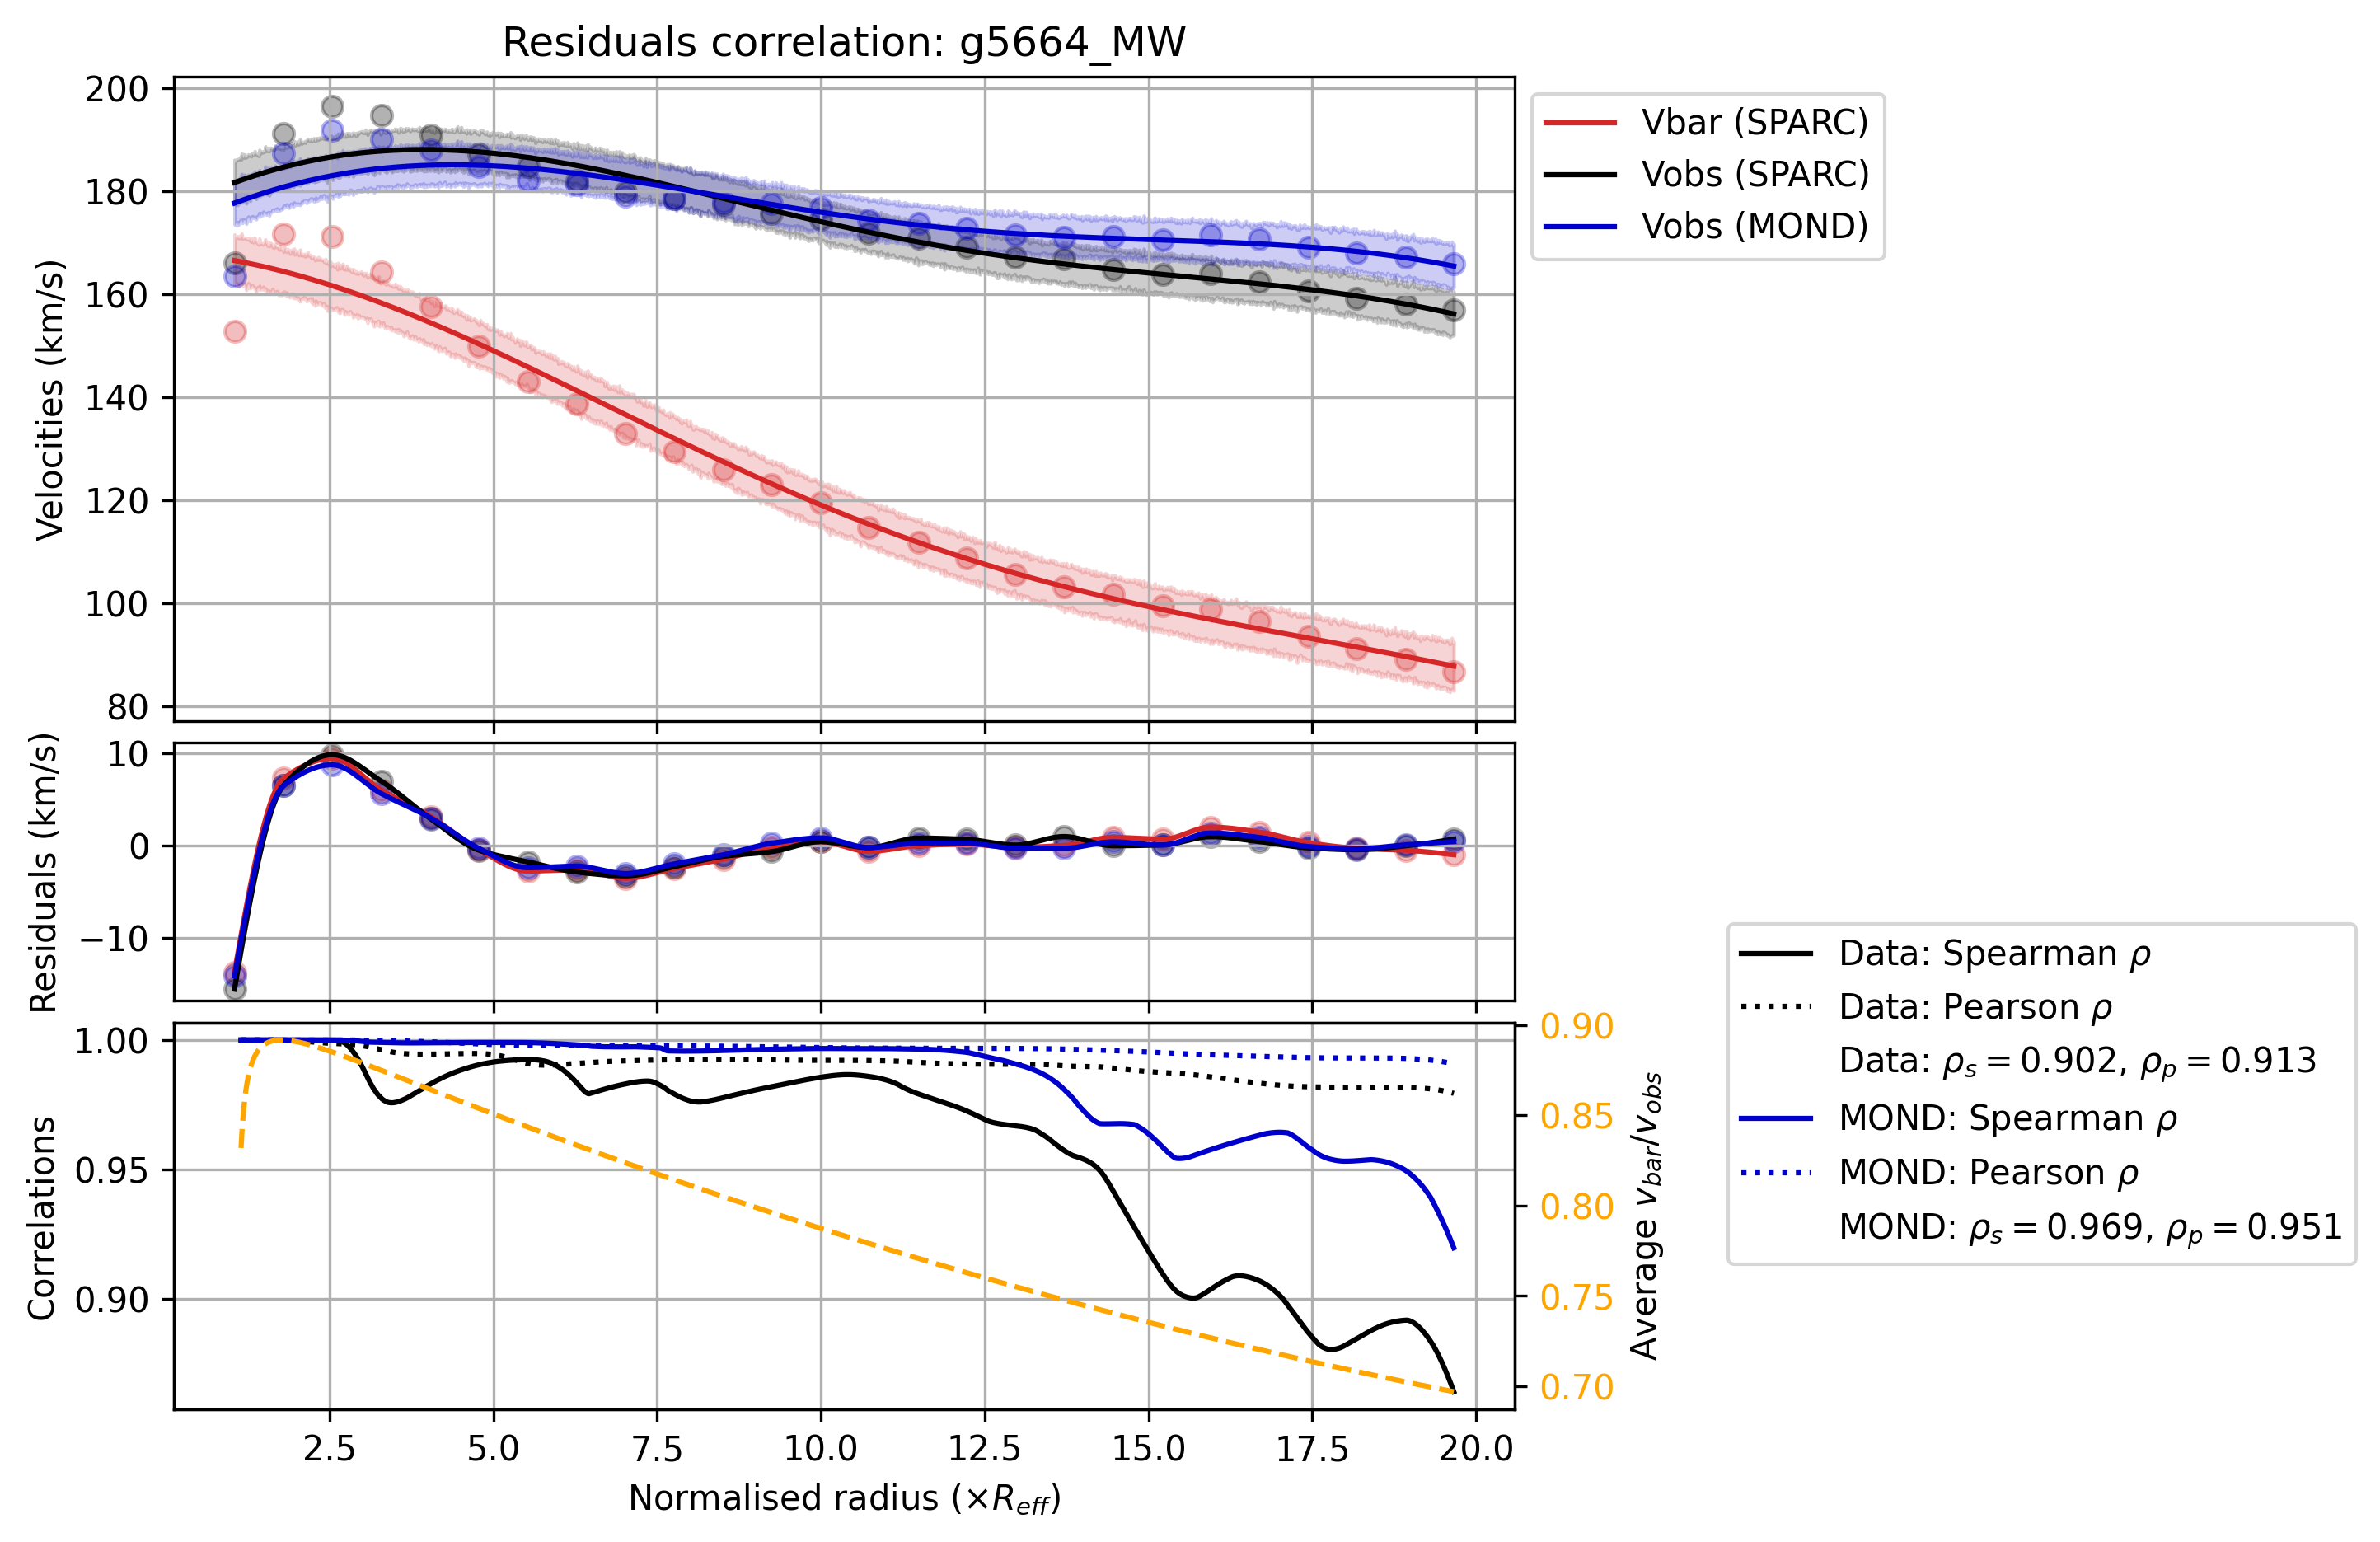 Residuals correlation: g5664_MW
200
180
160
140
120
100
80
Velocities (km/s)
Vbar (SPARC)
Vobs (SPARC)
Vobs (MOND)
10
0
−10
Residuals (km/s)
1.00
0.95
0.90
Correlations
0.90
0.85
0.80
0.75
0.70
Average v_bar/v_obs
Data: Spearman ρ
Data: Pearson ρ
Data: ρ_s = 0.902, ρ_p = 0.913
MOND: Spearman ρ
MOND: Pearson ρ
MOND: ρ_s = 0.969, ρ_p = 0.951
2.5 5.0 7.5 10.0 12.5 15.0 17.5 20.0
Normalised radius (×R_eff)